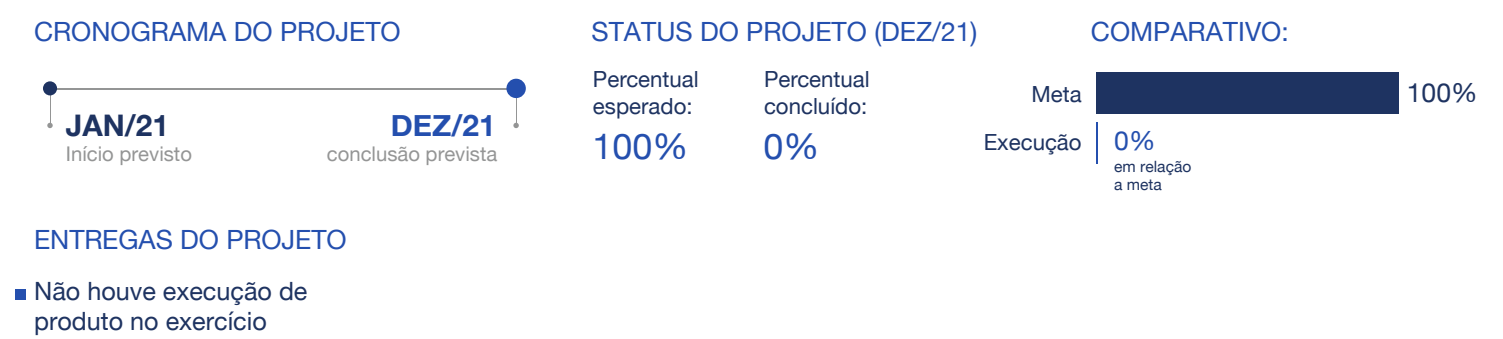 CRONOGRAMA DO PROJETO
JAN/21
Início previsto
DEZ/21
conclusão prevista
STATUS DO PROJETO (DEZ/21)
Percentual
esperado:
100%
Percentual
concluído:
0%
COMPARATIVO:
Meta
100%
Execução
0%
em relação
a meta
ENTREGAS DO PROJETO
Não houve execução de
produto no exercício